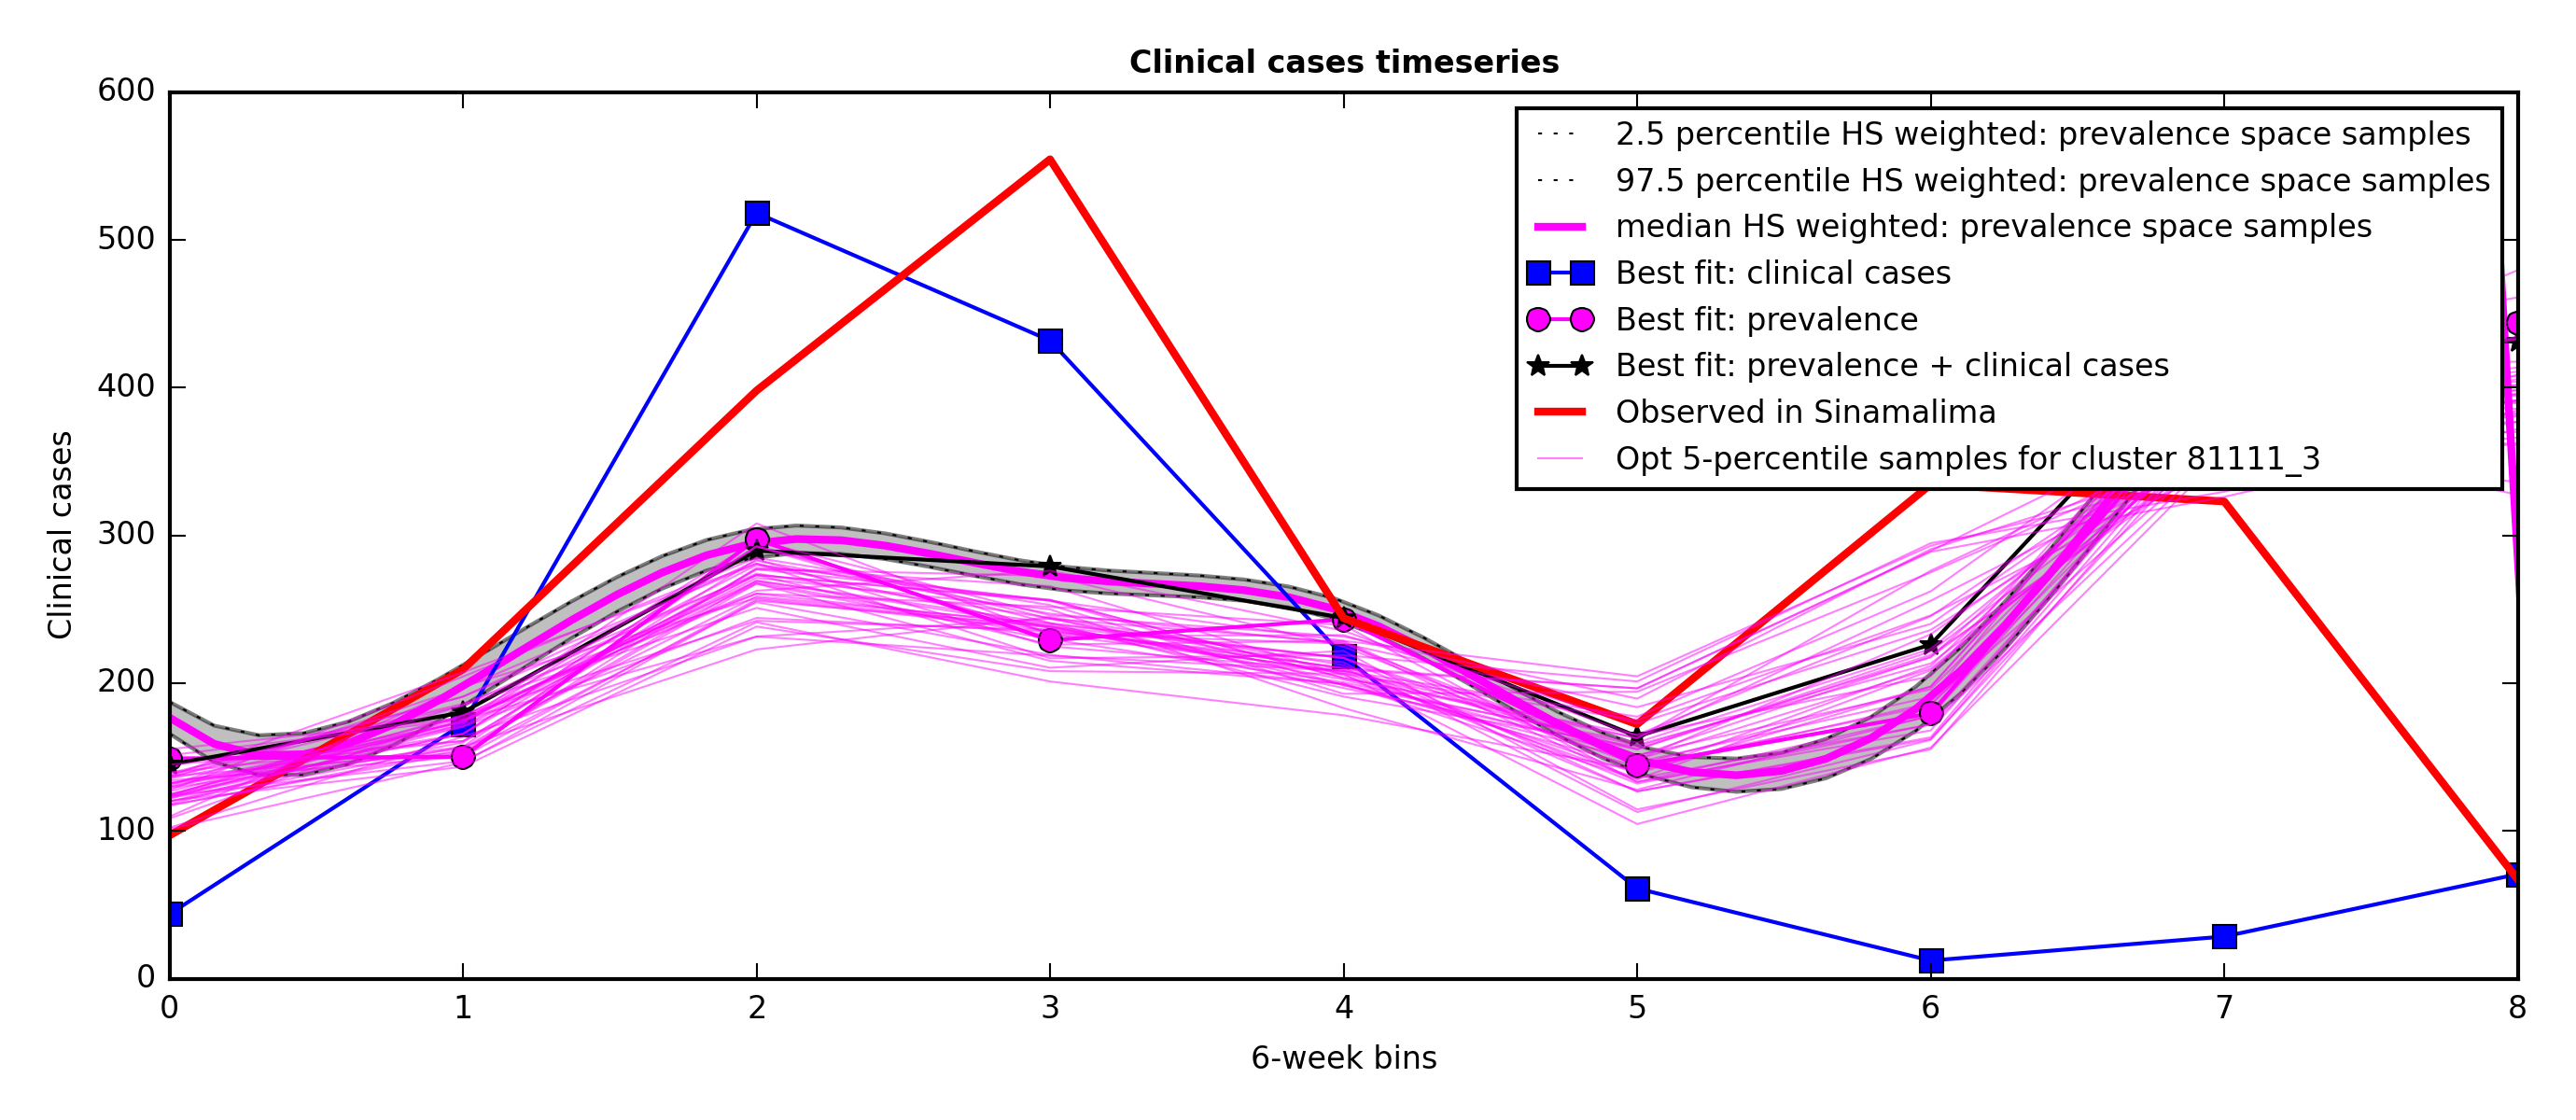 Clinical cases timeseries
600
500
400
300
200
100
0
Clinical cases
2.5 percentile HS weighted: prevalence space samples
97.5 percentile HS weighted: prevalence space samples
median HS weighted: prevalence space samples
Best fit: clinical cases
Best fit: prevalence
Best fit: prevalence + clinical cases
Observed in Sinamalima
Opt 5-percentile samples for cluster 81111_3
0 1 2 3 4 5 6 7 8
6-week bins